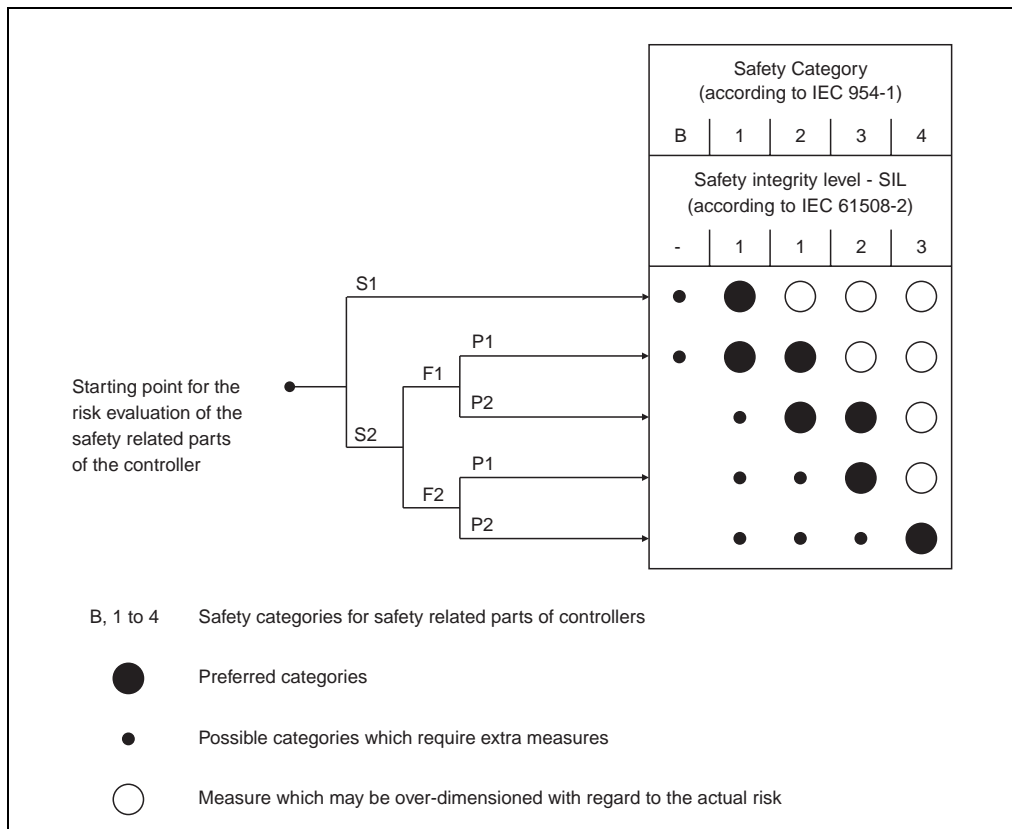 Safety Category
(according to IEC 954-1)
B 1 2 3 4
Safety integrity level - SIL
(according to IEC 61508-2)
- 1 1 2 3
S1
P1
F1
Starting point for the
risk evaluation of the
safety related parts
of the controller
P2
S2
P1
F2
P2
B, 1 to 4 Safety categories for safety related parts of controllers
Preferred categories
Possible categories which require extra measures
Measure which may be over-dimensioned with regard to the actual risk